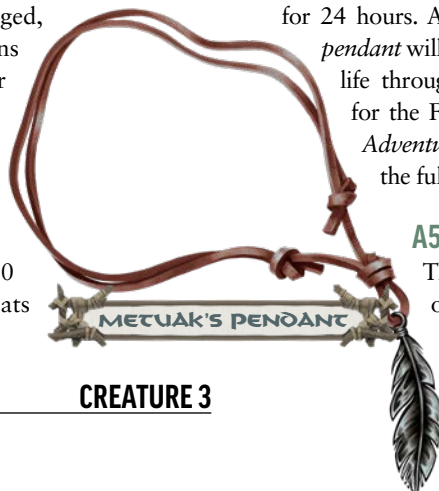 ged,
ns
r
0
ats
METUAK'S PENDANT
CREATURE 3
for 24 hours. A
pendant will
life throug
for the F
Adventu
the ful
A5
T
o